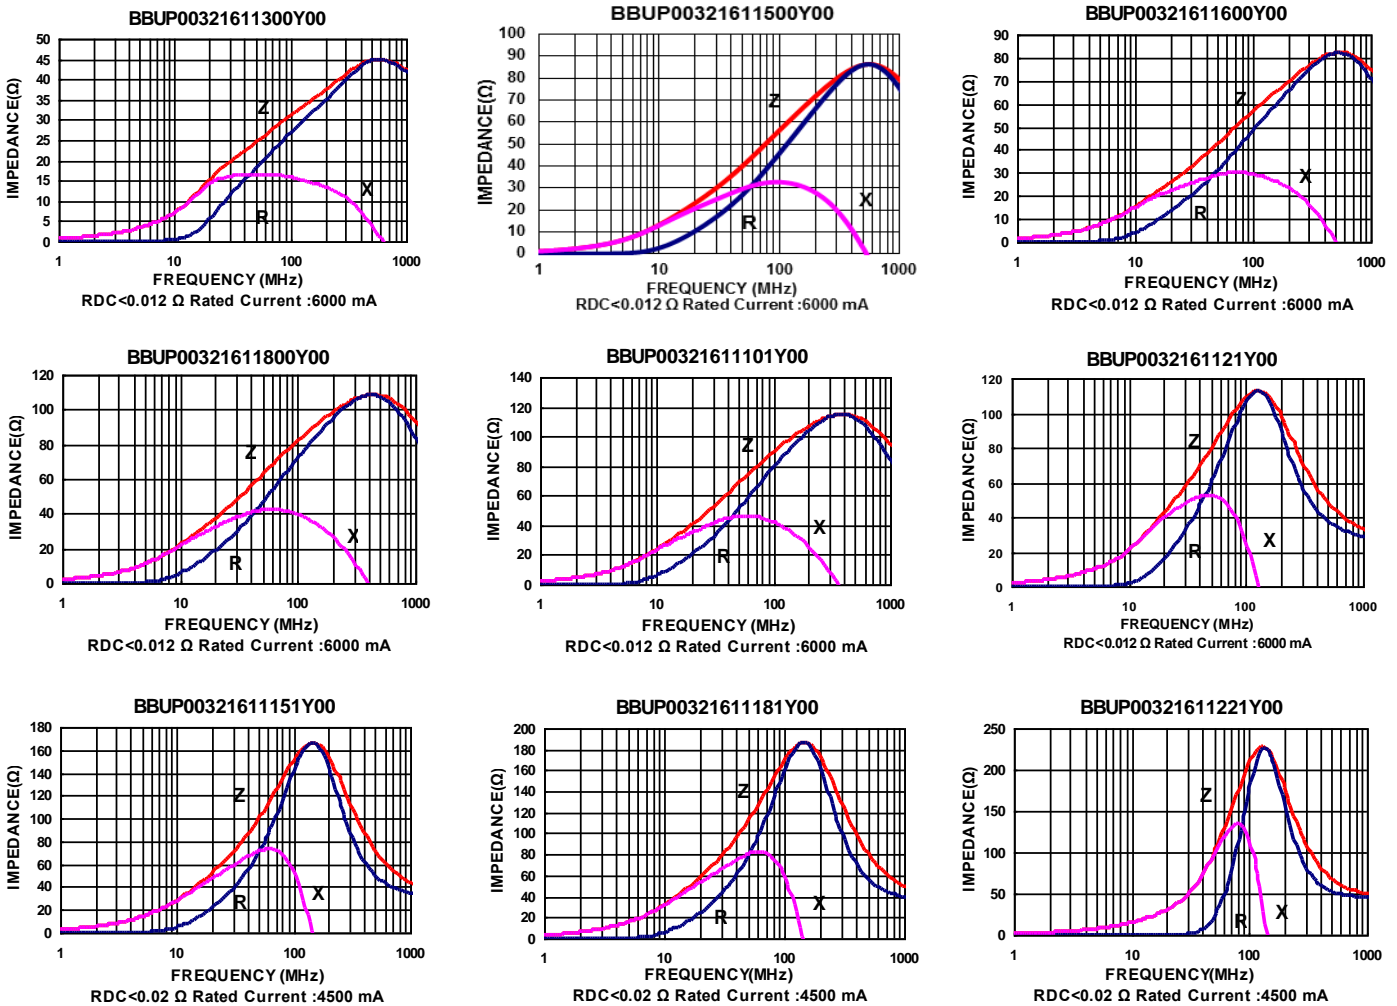 BBUP00321611300Y00
IMPEDANCE(Ω)
50
45
40
35
30
25
20
15
10
5
0
Z
X
R
1 10 100 1000
FREQUENCY (MHz)
RDC<0.012 Ω Rated Current :6000 mA
BBUP00321611500Y00
IMPEDANCE(Ω)
100
90
80
70
60
50
40
30
20
10
0
Z
X
R
1 10 100 1000
FREQUENCY (MHz)
RDC<0.012 Ω Rated Current :6000 mA
BBUP00321611600Y00
IMPEDANCE(Ω)
90
80
70
60
50
40
30
20
10
0
Z
X
R
1 10 100 1000
FREQUENCY (MHz)
RDC<0.012 Ω Rated Current :6000 mA
BBUP00321611800Y00
IMPEDANCE(Ω)
120
100
80
60
40
20
0
Z
X
R
1 10 100 1000
FREQUENCY (MHz)
RDC<0.012 Ω Rated Current :6000 mA
BBUP00321611101Y00
IMPEDANCE(Ω)
140
120
100
80
60
40
20
0
Z
X
R
1 10 100 1000
FREQUENCY (MHz)
RDC<0.012 Ω Rated Current :6000 mA
BBUP0032161121Y00
IMPEDANCE(Ω)
120
100
80
60
40
20
0
Z
X
R
1 10 100 1000
FREQUENCY (MHz)
RDC<0.012 Ω Rated Current :6000 mA
BBUP00321611151Y00
IMPEDANCE(Ω)
180
160
140
120
100
80
60
40
20
0
Z
X
R
1 10 100 1000
FREQUENCY (MHz)
RDC<0.02 Ω Rated Current :4500 mA
BBUP00321611181Y00
IMPEDANCE(Ω)
200
180
160
140
120
100
80
60
40
20
0
Z
X
R
1 10 100 1000
FREQUENCY(MHz)
RDC<0.02 Ω Rated Current :4500 mA
BBUP00321611221Y00
IMPEDANCE(Ω)
250
200
150
100
50
0
Z
X
R
1 10 100 1000
FREQUENCY(MHz)
RDC<0.02 Ω Rated Current :4500 mA